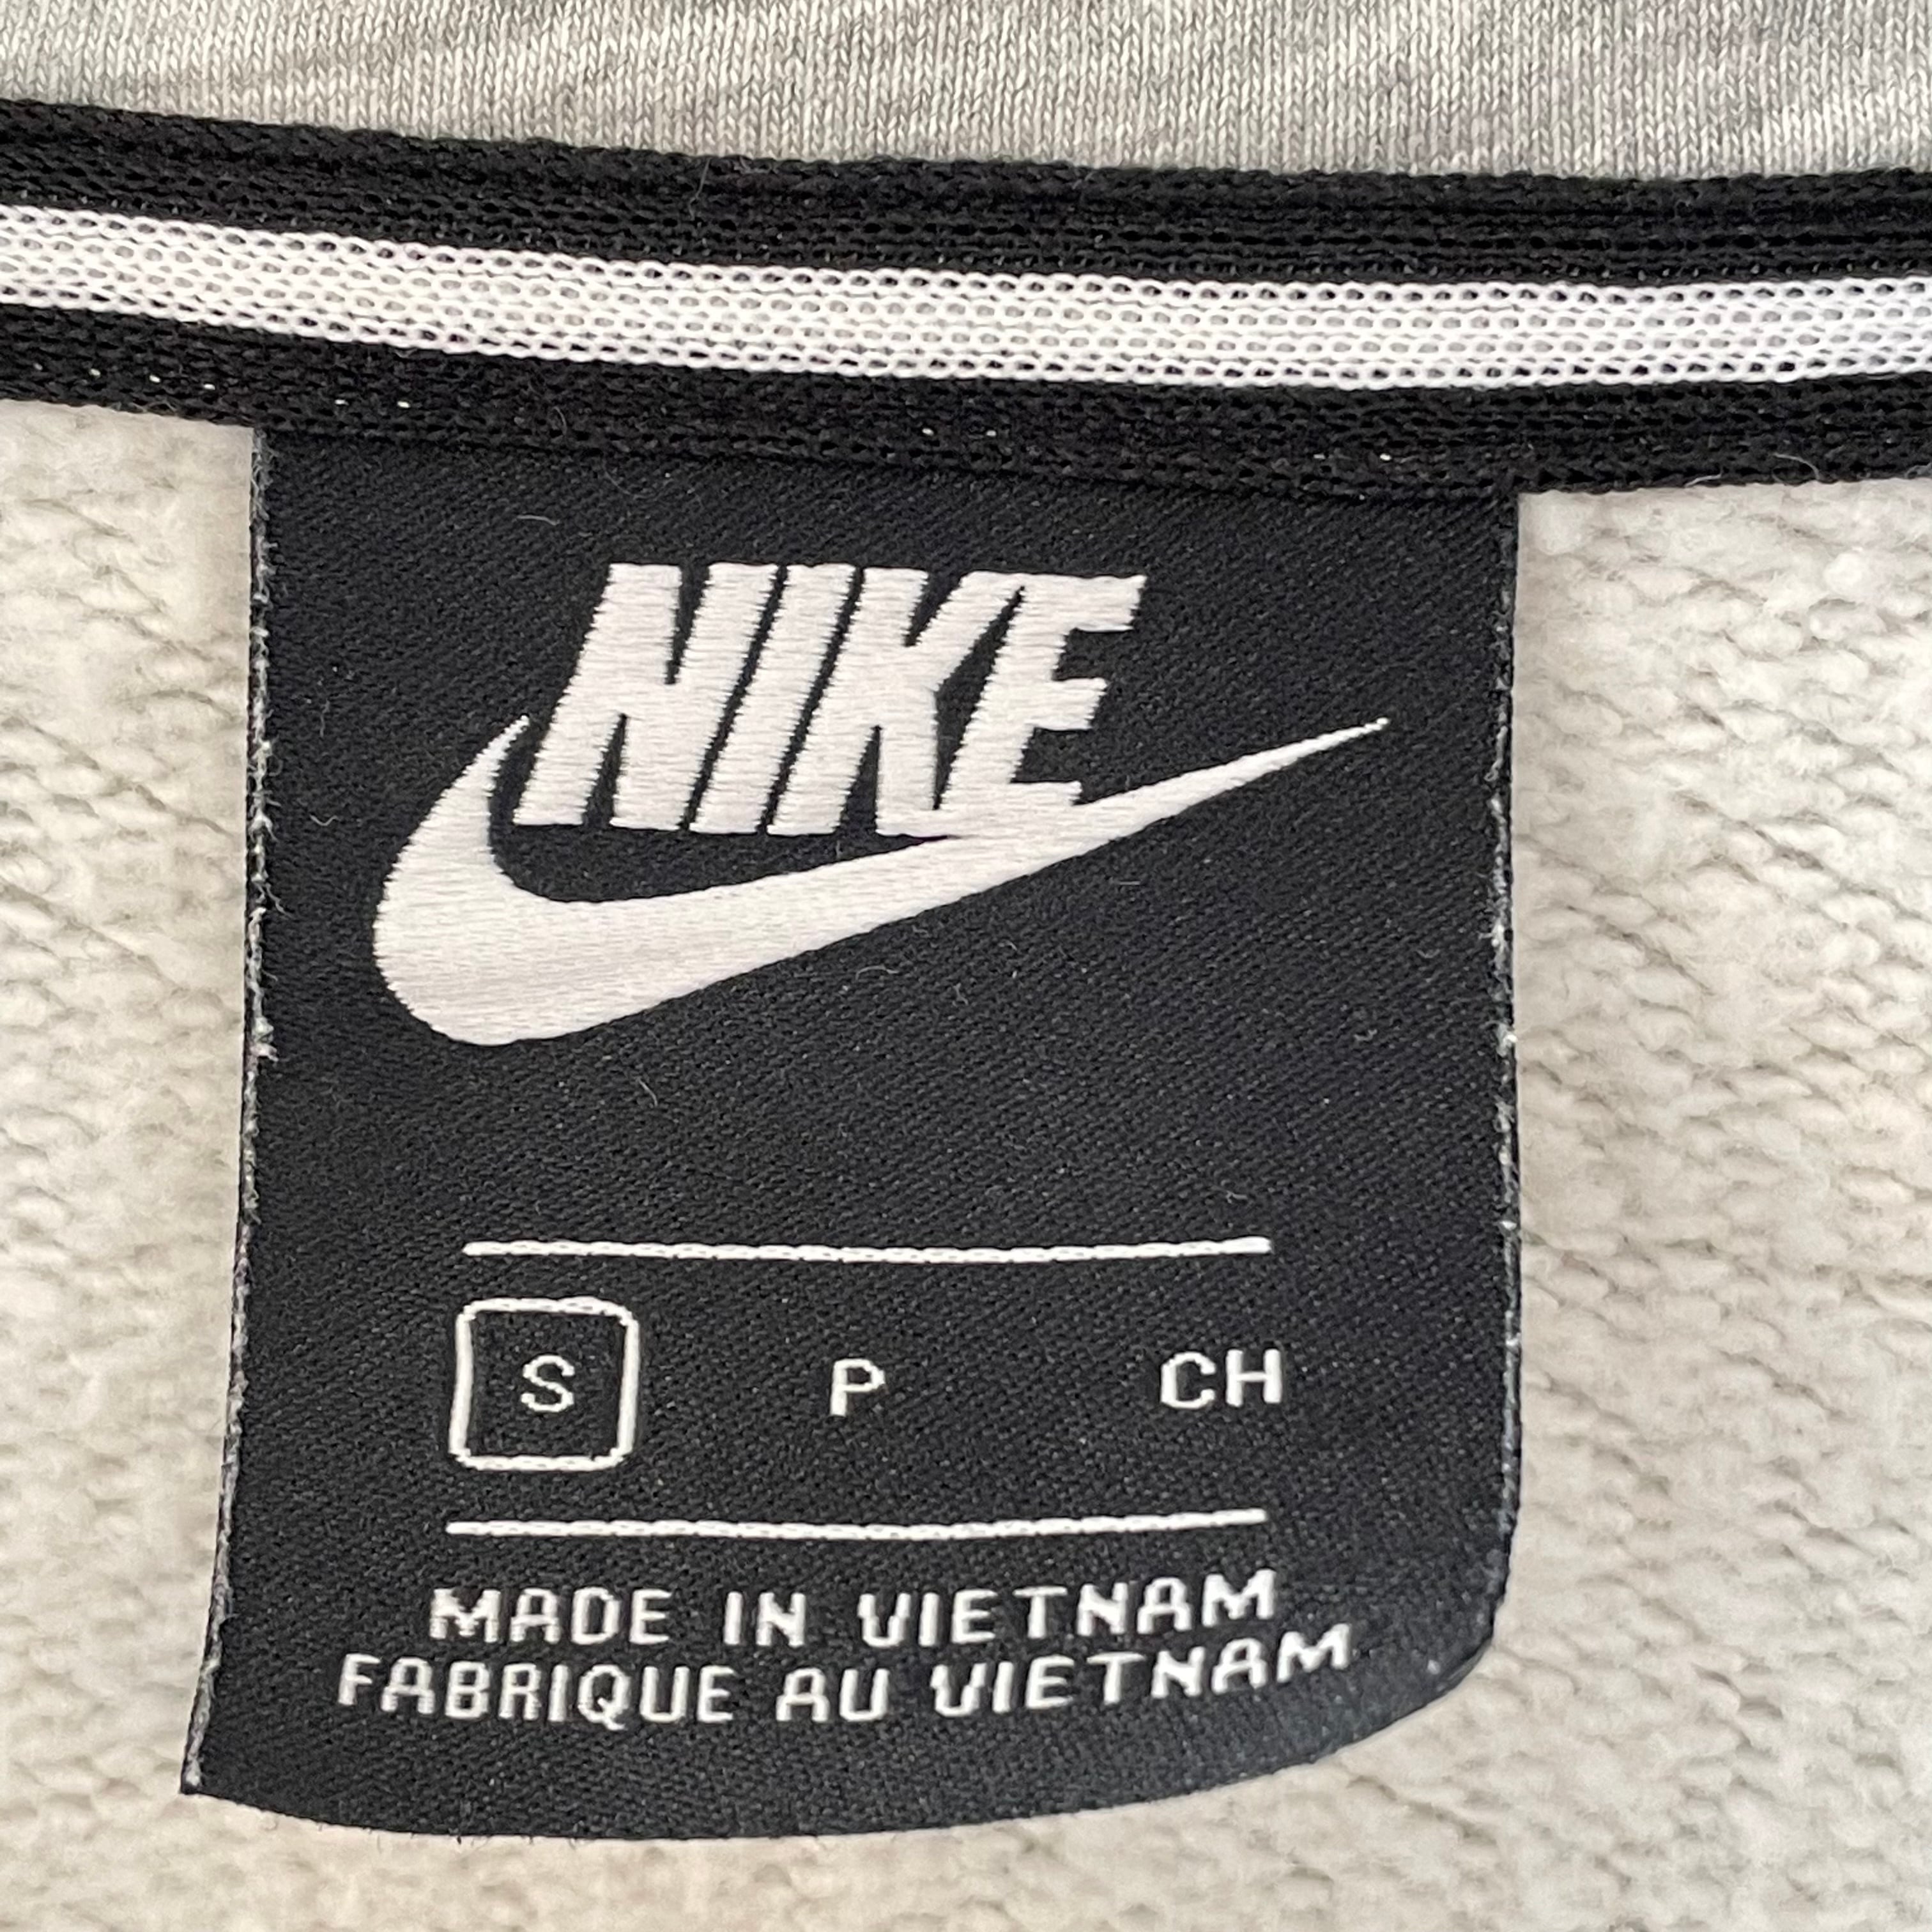 NIKE
S P CH
MADE IN VIETNAM
FABRIQUE AU VIETNAM